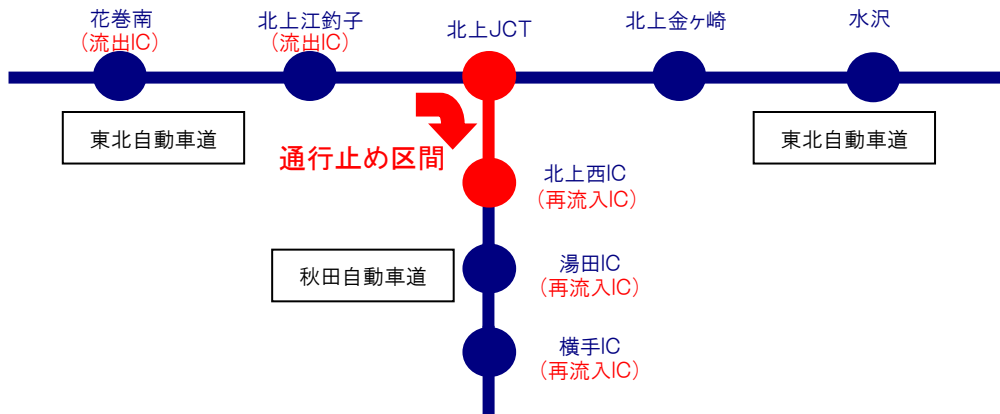 花巻南
（流出IC）
北上江釣子
（流出IC）
北上JCT
北上金ヶ崎
水沢
東北自動車道
東北自動車道
通行止め区間
北上西IC
（再流入IC）
秋田自動車道
湯田IC
（再流入IC）
横手IC
（再流入IC）